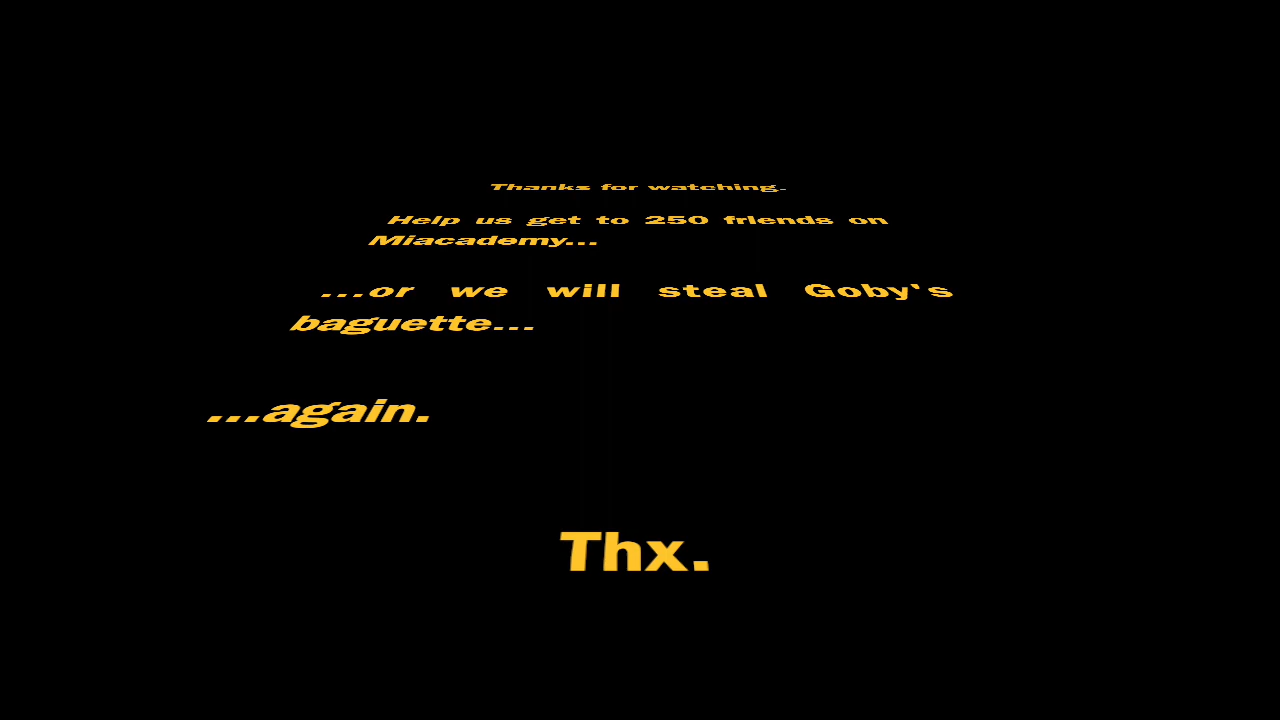 Thanks for watching.
Help us get to 250 friends on
Miacademy...
...or we will steal Goby's
baguette...
...again.
Thx.